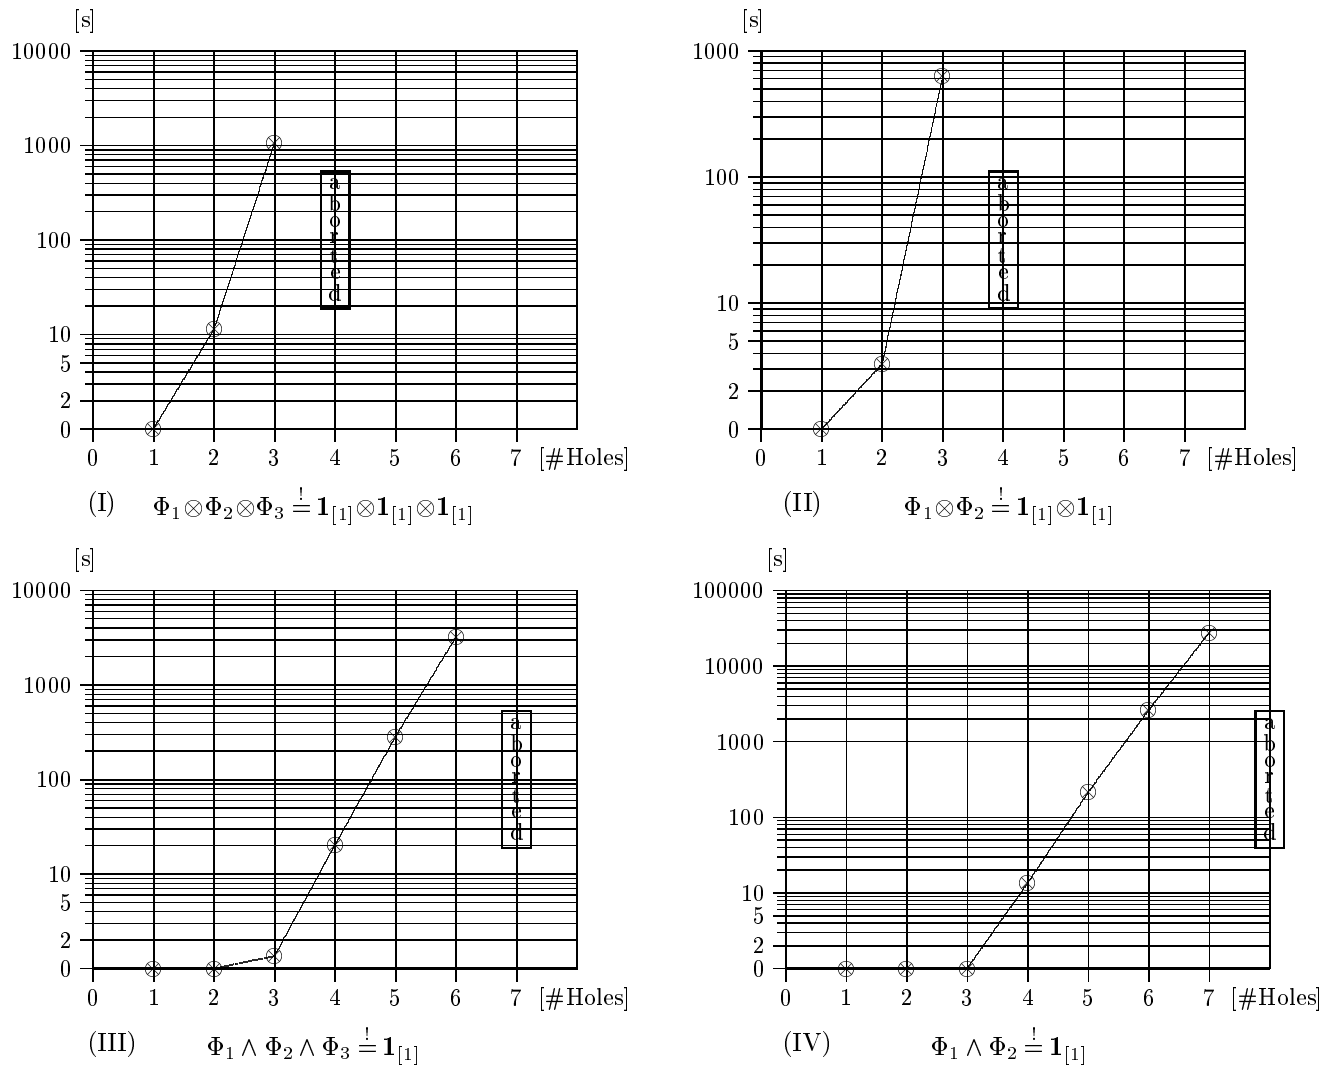 [s]
10000
1000
100
10
5
2
0
0 1 2 3 4 5 6 7 [#Holes]
aborted
(I) Φ₁⊗Φ₂⊗Φ₃ =! 𝟏[1]⊗𝟏[1]⊗𝟏[1]
[s]
1000
100
10
5
2
0
0 1 2 3 4 5 6 7 [#Holes]
aborted
(II) Φ₁⊗Φ₂ =! 𝟏[1]⊗𝟏[1]
[s]
10000
1000
100
10
5
2
0
0 1 2 3 4 5 6 7 [#Holes]
aborted
(III) Φ₁ ∧ Φ₂ ∧ Φ₃ =! 𝟏[1]
[s]
100000
10000
1000
100
10
5
2
0
0 1 2 3 4 5 6 7 [#Holes]
aborted
(IV) Φ₁ ∧ Φ₂ =! 𝟏[1]